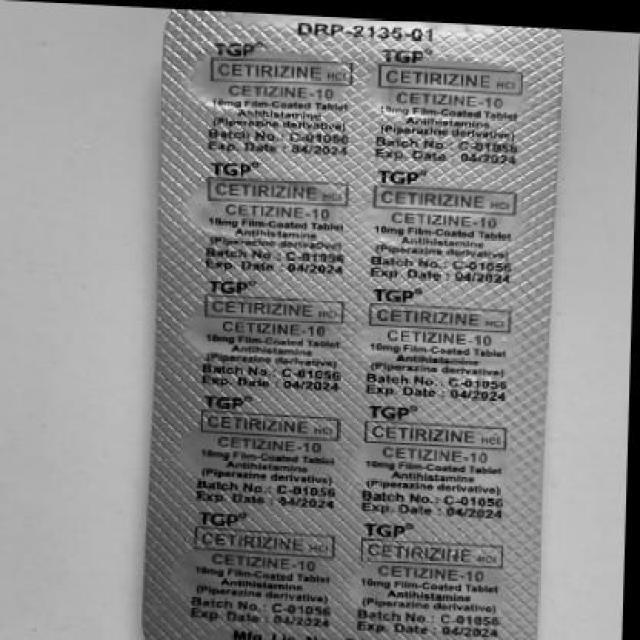 DRP-2135-01
TGP®
CETIRIZINE HCl
CETIZINE-10
10mg Film-Coated Tablet
Antihistamine
(Piperazine derivative)
Batch No. : C-01056
Exp. Date : 04/2024
TGP®
CETIRIZINE HCl
CETIZINE-10
10mg Film-Coated Tablet
Antihistamine
(Piperazine derivative)
Batch No. : C-01056
Exp. Date : 04/2024
TGP®
CETIRIZINE HCl
CETIZINE-10
10mg Film-Coated Tablet
Antihistamine
(Piperazine derivative)
Batch No. : C-01056
Exp. Date : 04/2024
TGP®
CETIRIZINE HCl
CETIZINE-10
10mg Film-Coated Tablet
Antihistamine
(Piperazine derivative)
Batch No. : C-01056
Exp. Date : 04/2024
TGP®
CETIRIZINE HCl
CETIZINE-10
10mg Film-Coated Tablet
Antihistamine
(Piperazine derivative)
Batch No. : C-01056
Exp. Date : 04/2024
TGP®
CETIRIZINE HCl
CETIZINE-10
10mg Film-Coated Tablet
Antihistamine
(Piperazine derivative)
Batch No. : C-01056
Exp. Date : 04/2024
TGP®
CETIRIZINE HCl
CETIZINE-10
10mg Film-Coated Tablet
Antihistamine
(Piperazine derivative)
Batch No. : C-01056
Exp. Date : 04/2024
TGP®
CETIRIZINE HCl
CETIZINE-10
10mg Film-Coated Tablet
Antihistamine
(Piperazine derivative)
Batch No. : C-01056
Exp. Date : 04/2024
TGP®
CETIRIZINE HCl
CETIZINE-10
10mg Film-Coated Tablet
Antihistamine
(Piperazine derivative)
Batch No. : C-01056
Exp. Date : 04/2024
TGP®
CETIRIZINE HCl
CETIZINE-10
10mg Film-Coated Tablet
Antihistamine
(Piperazine derivative)
Batch No. : C-01056
Exp. Date : 04/2024